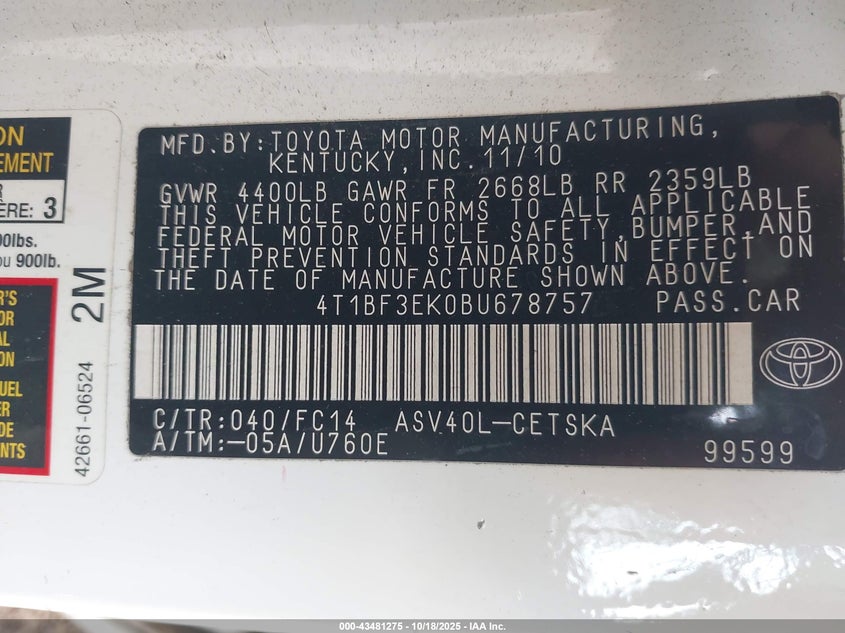 ON
EMENT
R
ERE: 3
00lbs.
ou 900lb.
R'S
OR
AL
ON
UEL
ER
DE
NTS
2M
42661-06524
MFD.BY:TOYOTA MOTOR MANUFACTURING,
KENTUCKY,INC.11/10
GVWR 4400LB GAWR FR 2668LB RR 2359LB
THIS VEHICLE CONFORMS TO ALL APPLICABLE
FEDERAL MOTOR VEHICLE SAFETY,BUMPER,AND
THEFT PREVENTION STANDARDS IN EFFECT ON
THE DATE OF MANUFACTURE SHOWN ABOVE.
4T1BF3EK0BU678757 PASS.CAR
C/TR:040/FC14 ASV40L-CETSKA
A/TM:-05A/U760E
99599
000-43481275 - 10/18/2025 - IAA Inc.